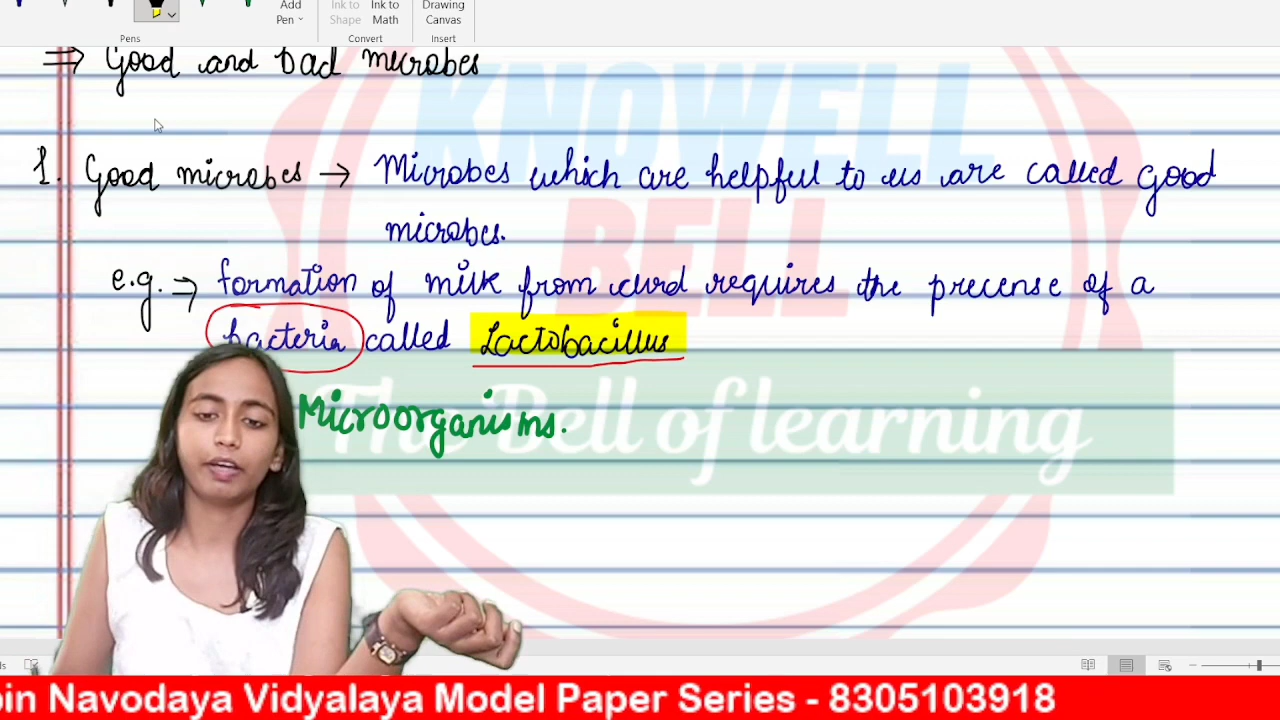 Add
Pen
Ink to
Shape
Ink to
Math
Drawing
Canvas
Pens
Convert
Insert
⇒ Good and bad microbes
KNOWELL
BELL
1. Good microbes → Microbes which are helpful to us are called good
microbes.
e.g. ⇒ formation of milk from curd requires the precense of a
bacteria called Lactobacillus
Microorganisms.
The Bell of learning
oin Navodaya Vidyalaya Model Paper Series - 8305103918